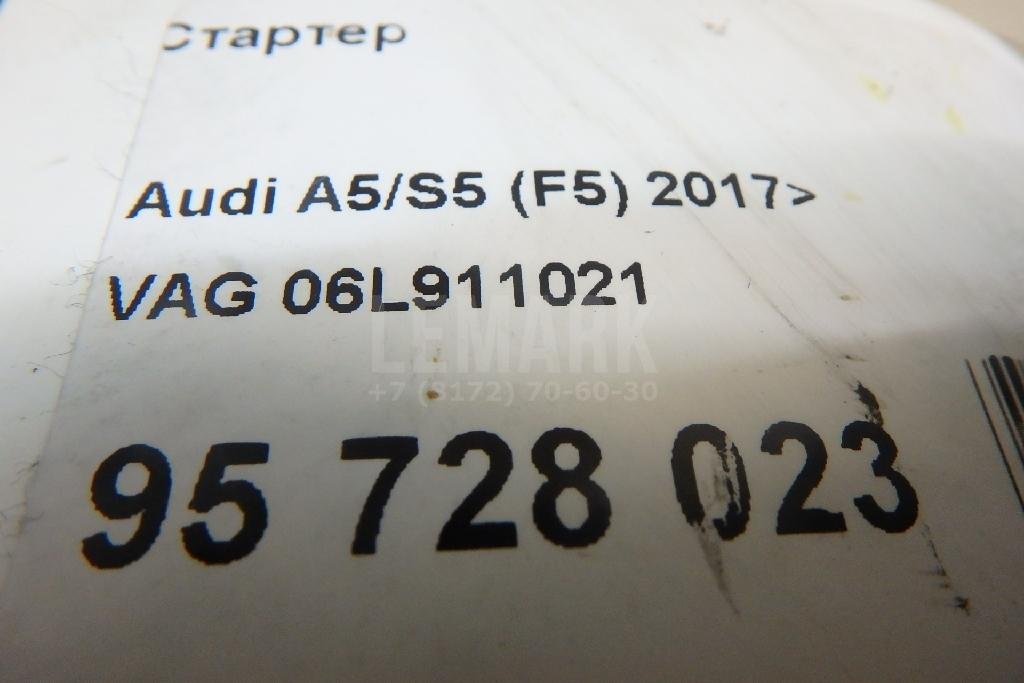 Стартер
Audi A5/S5 (F5) 2017>
VAG 06L911021
LEMARK
+7 (8172) 70-60-30
95 728 023